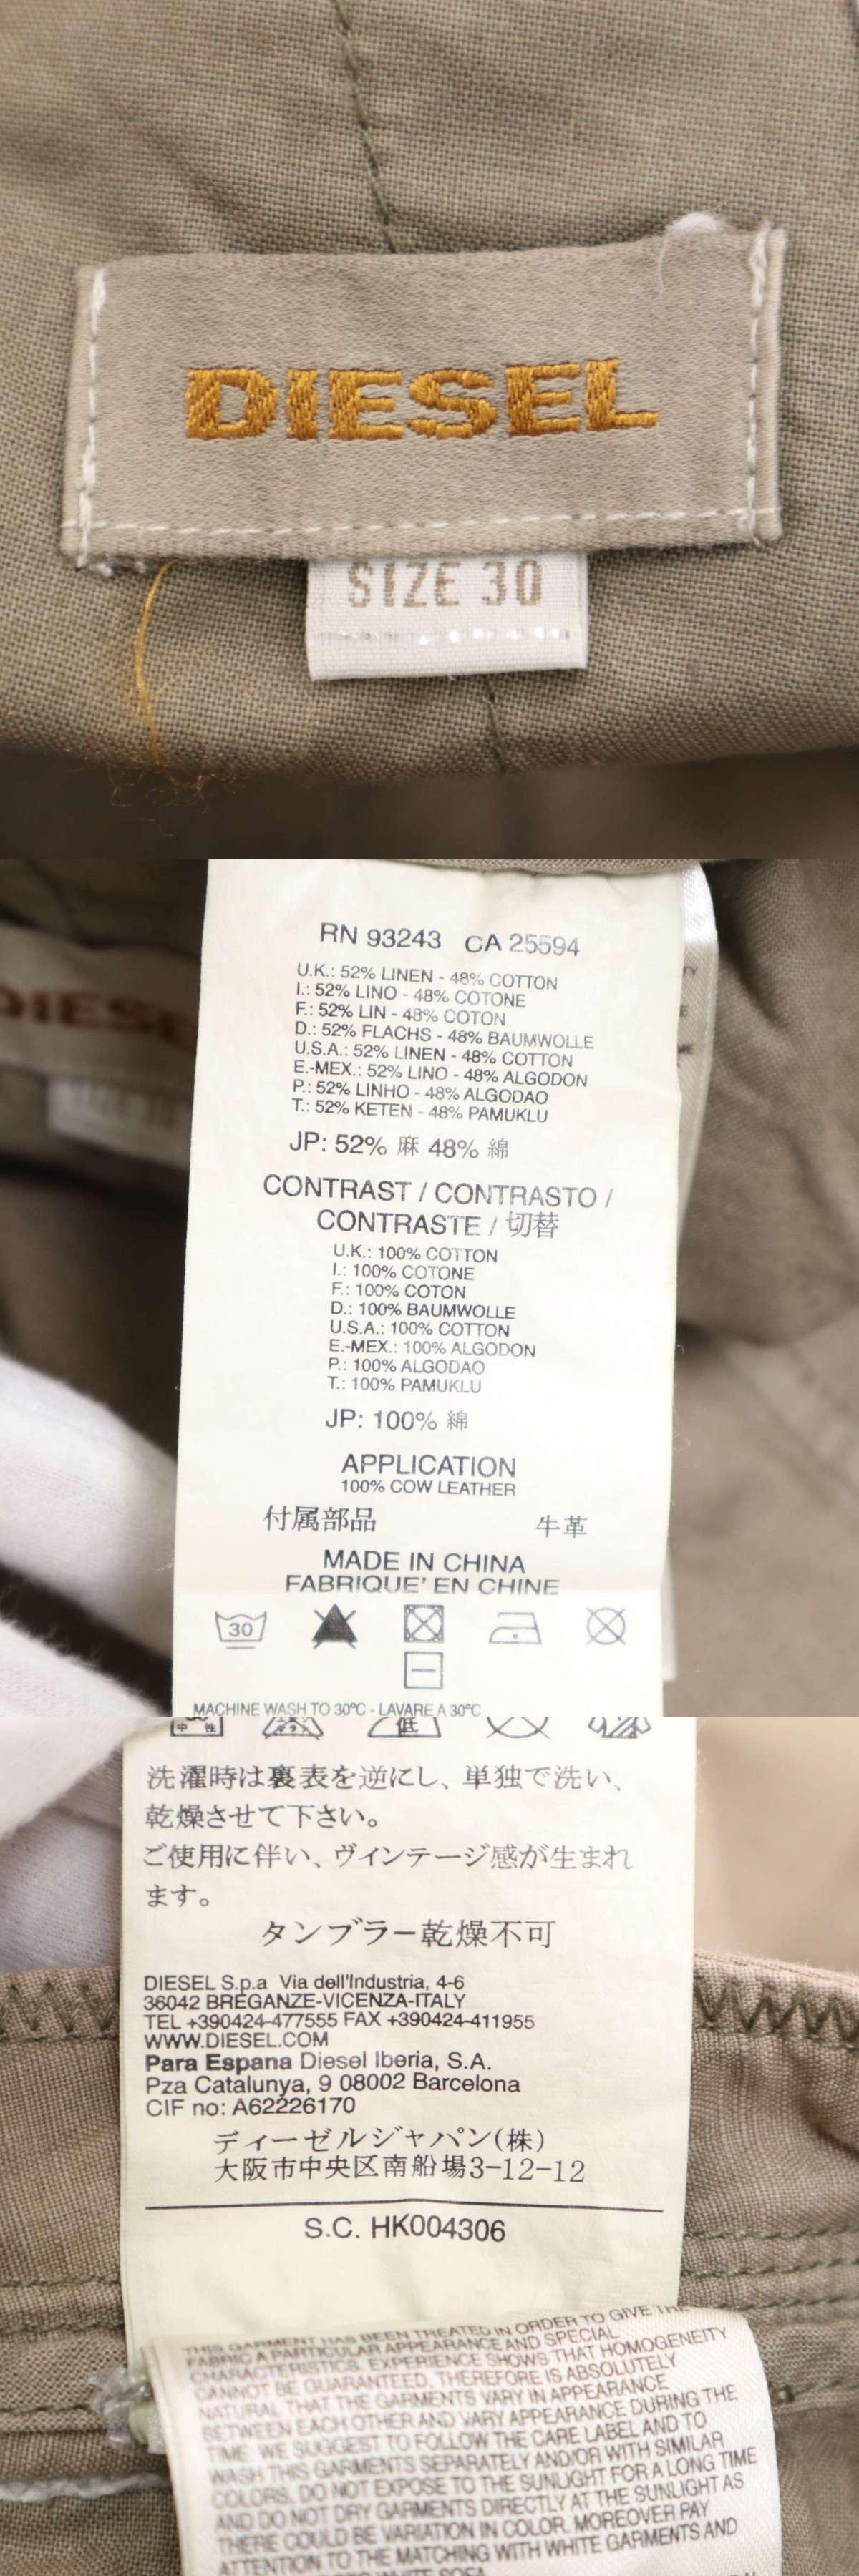 DIESEL
SIZE 30
DIESEL
RN 93243 CA 25594
U.K.: 52% LINEN - 48% COTTON
I.: 52% LINO - 48% COTONE
F.: 52% LIN - 48% COTON
D.: 52% FLACHS - 48% BAUMWOLLE
U.S.A.: 52% LINEN - 48% COTTON
E.-MEX.: 52% LINO - 48% ALGODON
P.: 52% LINHO - 48% ALGODAO
T.: 52% KETEN - 48% PAMUKLU
JP: 52% 麻 48% 綿
CONTRAST / CONTRASTO /
CONTRASTE / 切替
U.K.: 100% COTTON
I.: 100% COTONE
F.: 100% COTON
D.: 100% BAUMWOLLE
U.S.A.: 100% COTTON
E.-MEX.: 100% ALGODON
P.: 100% ALGODAO
T.: 100% PAMUKLU
JP: 100% 綿
APPLICATION
100% COW LEATHER
付属部品 牛革
MADE IN CHINA
FABRIQUE' EN CHINE
30
MACHINE WASH TO 30°C - LAVARE A 30°C
中 性 低
洗濯時は裏表を逆にし、単独で洗い、
乾燥させて下さい。
ご使用に伴い、ヴィンテージ感が生まれ
ます。
タンブラー乾燥不可
DIESEL S.p.a Via dell'Industria, 4-6
36042 BREGANZE-VICENZA-ITALY
TEL +390424-477555 FAX +390424-411955
WWW.DIESEL.COM
Para Espana Diesel Iberia, S.A.
Pza Catalunya, 9 08002 Barcelona
CIF no: A62226170
ディーゼルジャパン(株)
大阪市中央区南船場3-12-12
S.C. HK004306
THIS GARMENT HAS BEEN TREATED IN ORDER TO GIVE THE
FABRIC A PARTICULAR APPEARANCE AND SPECIAL
CHARACTERISTICS. EXPERIENCE SHOWS THAT HOMOGENEITY
CANNOT BE GUARANTEED, THEREFORE IS ABSOLUTELY
NATURAL THAT THE GARMENTS VARY IN APPEARANCE
BETWEEN EACH OTHER AND VARY APPEARANCE DURING THE
TIME. WE SUGGEST TO FOLLOW THE CARE LABEL AND TO
WASH THIS GARMENTS SEPARATELY AND/OR WITH SIMILAR
COLORS, DO NOT EXPOSE TO THE SUNLIGHT FOR A LONG TIME
AND DO NOT DRY GARMENTS DIRECTLY AT THE SUNLIGHT AS
THERE COULD BE VARIATION IN COLOR. MOREOVER PAY
ATTENTION TO THE MATCHING WITH WHITE GARMENTS AND
WHITE SOFA